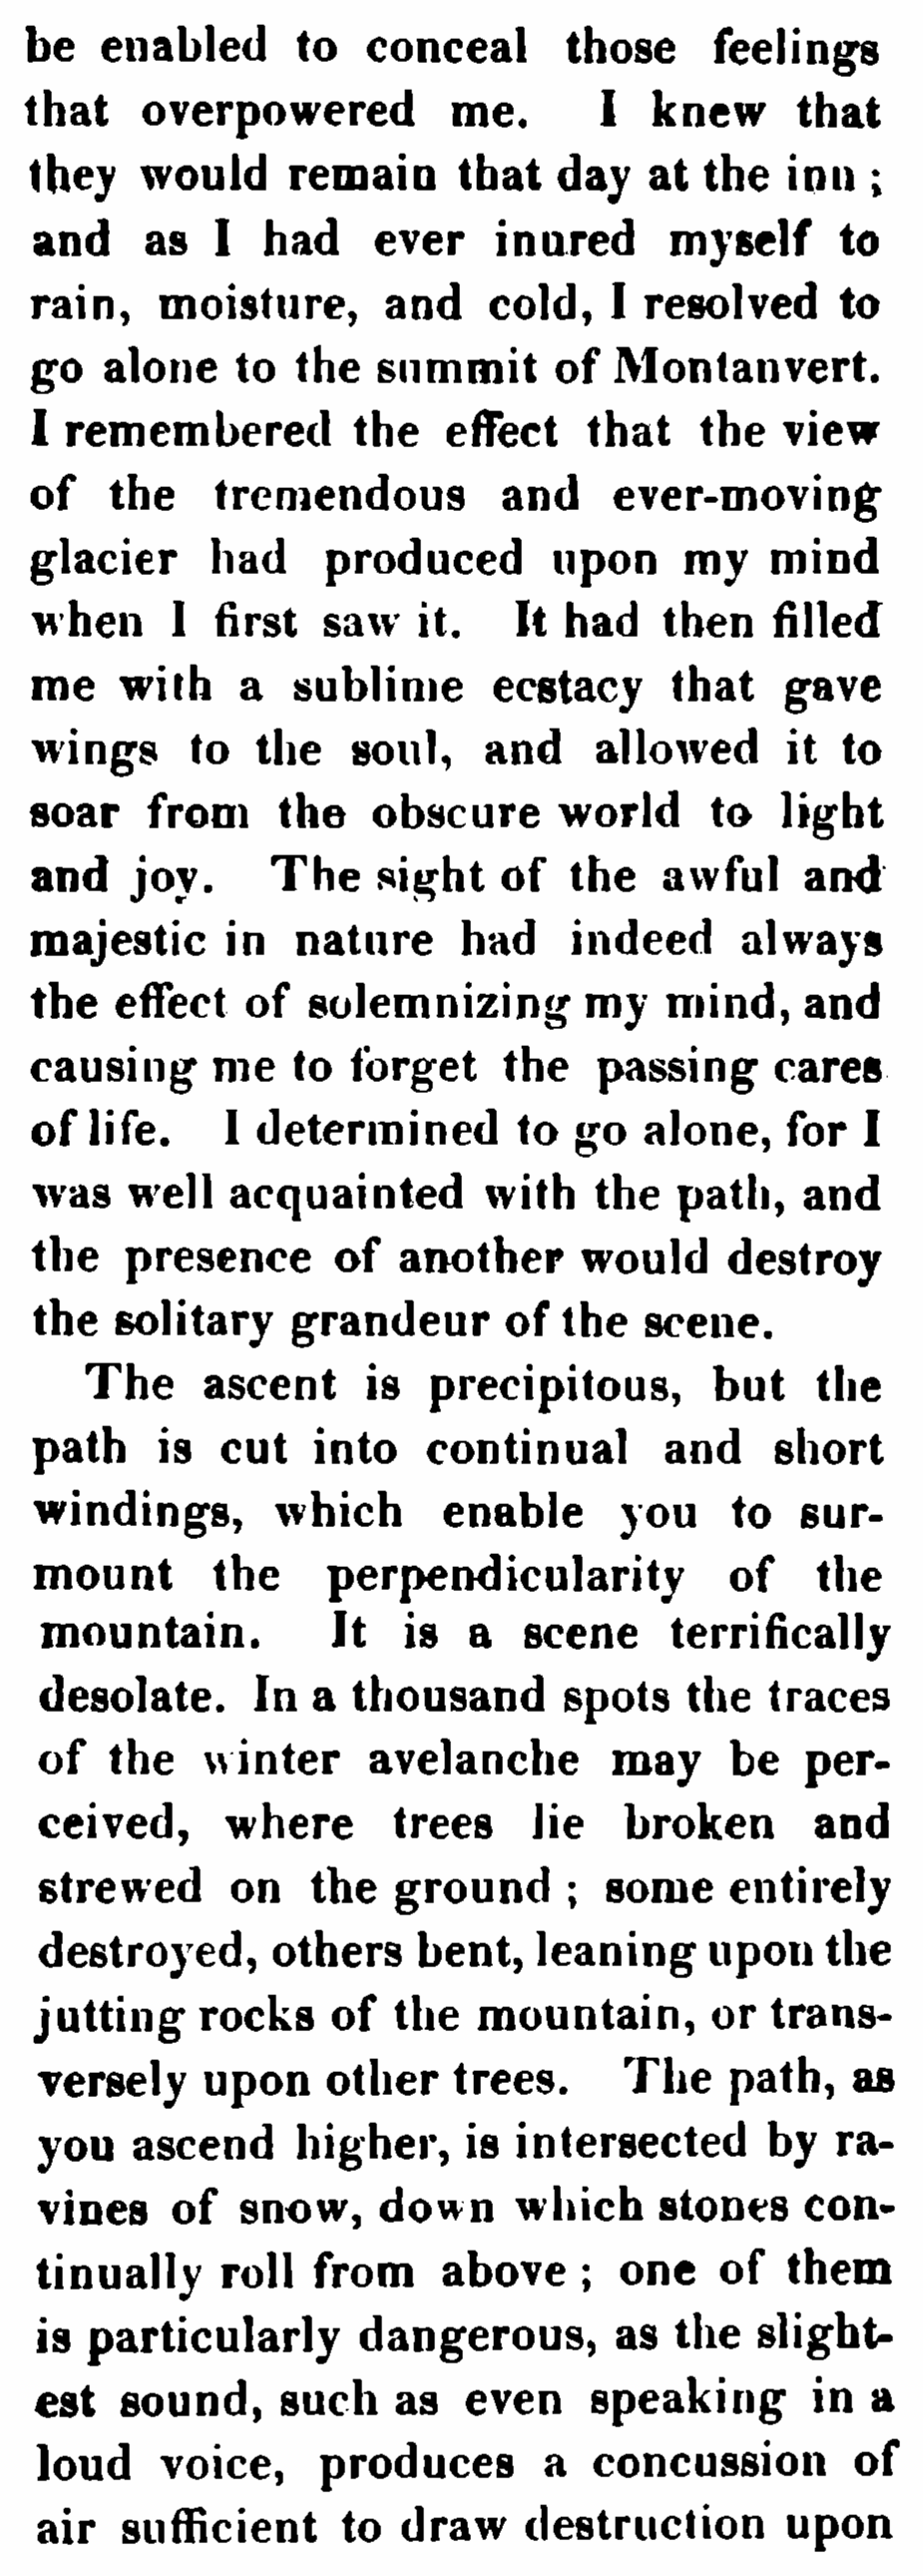 be enabled to conceal those feelings
that overpowered me. I knew that
they would remain that day at the inn ;
and as I had ever inured myself to
rain, moisture, and cold, I resolved to
go alone to the summit of Montanvert.
I remembered the effect that the view
of the tremendous and ever-moving
glacier had produced upon my mind
when I first saw it. It had then filled
me with a sublime ecstacy that gave
wings to the soul, and allowed it to
soar from the obscure world to light
and joy. The sight of the awful and
majestic in nature had indeed always
the effect of solemnizing my mind, and
causing me to forget the passing cares
of life. I determined to go alone, for I
was well acquainted with the path, and
the presence of another would destroy
the solitary grandeur of the scene.
The ascent is precipitous, but the
path is cut into continual and short
windings, which enable you to sur-
mount the perpendicularity of the
mountain. It is a scene terrifically
desolate. In a thousand spots the traces
of the winter avelanche may be per-
ceived, where trees lie broken and
strewed on the ground ; some entirely
destroyed, others bent, leaning upon the
jutting rocks of the mountain, or trans-
versely upon other trees. The path, as
you ascend higher, is intersected by ra-
vines of snow, down which stones con-
tinually roll from above ; one of them
is particularly dangerous, as the slight-
est sound, such as even speaking in a
loud voice, produces a concussion of
air sufficient to draw destruction upon